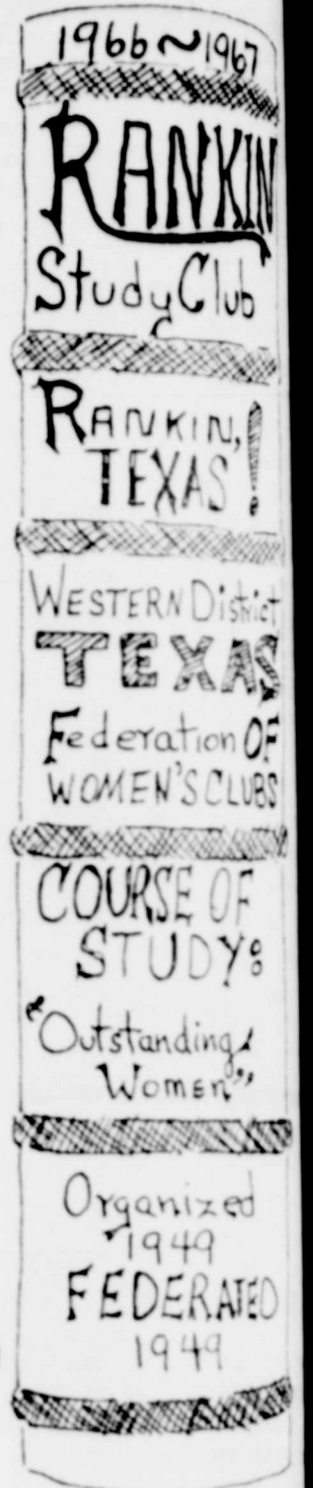 1966~1967
RANKIN
Study Club
RANKIN,
TEXAS!
WESTERN District
TEXAS
Federation OF
WOMEN'S CLUBS
COURSE OF
STUDY:
"Outstanding
Women"
Organized
1949
FEDERATED
1949